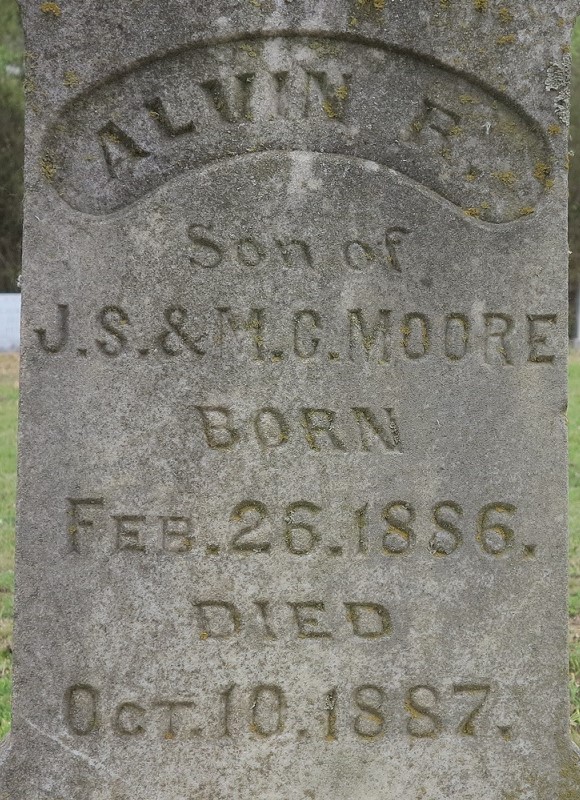 ALVIN R.
Son of
J.S.&M.C.MOORE
BORN
FEB.26.1886.
DIED
OCT.10.1887.